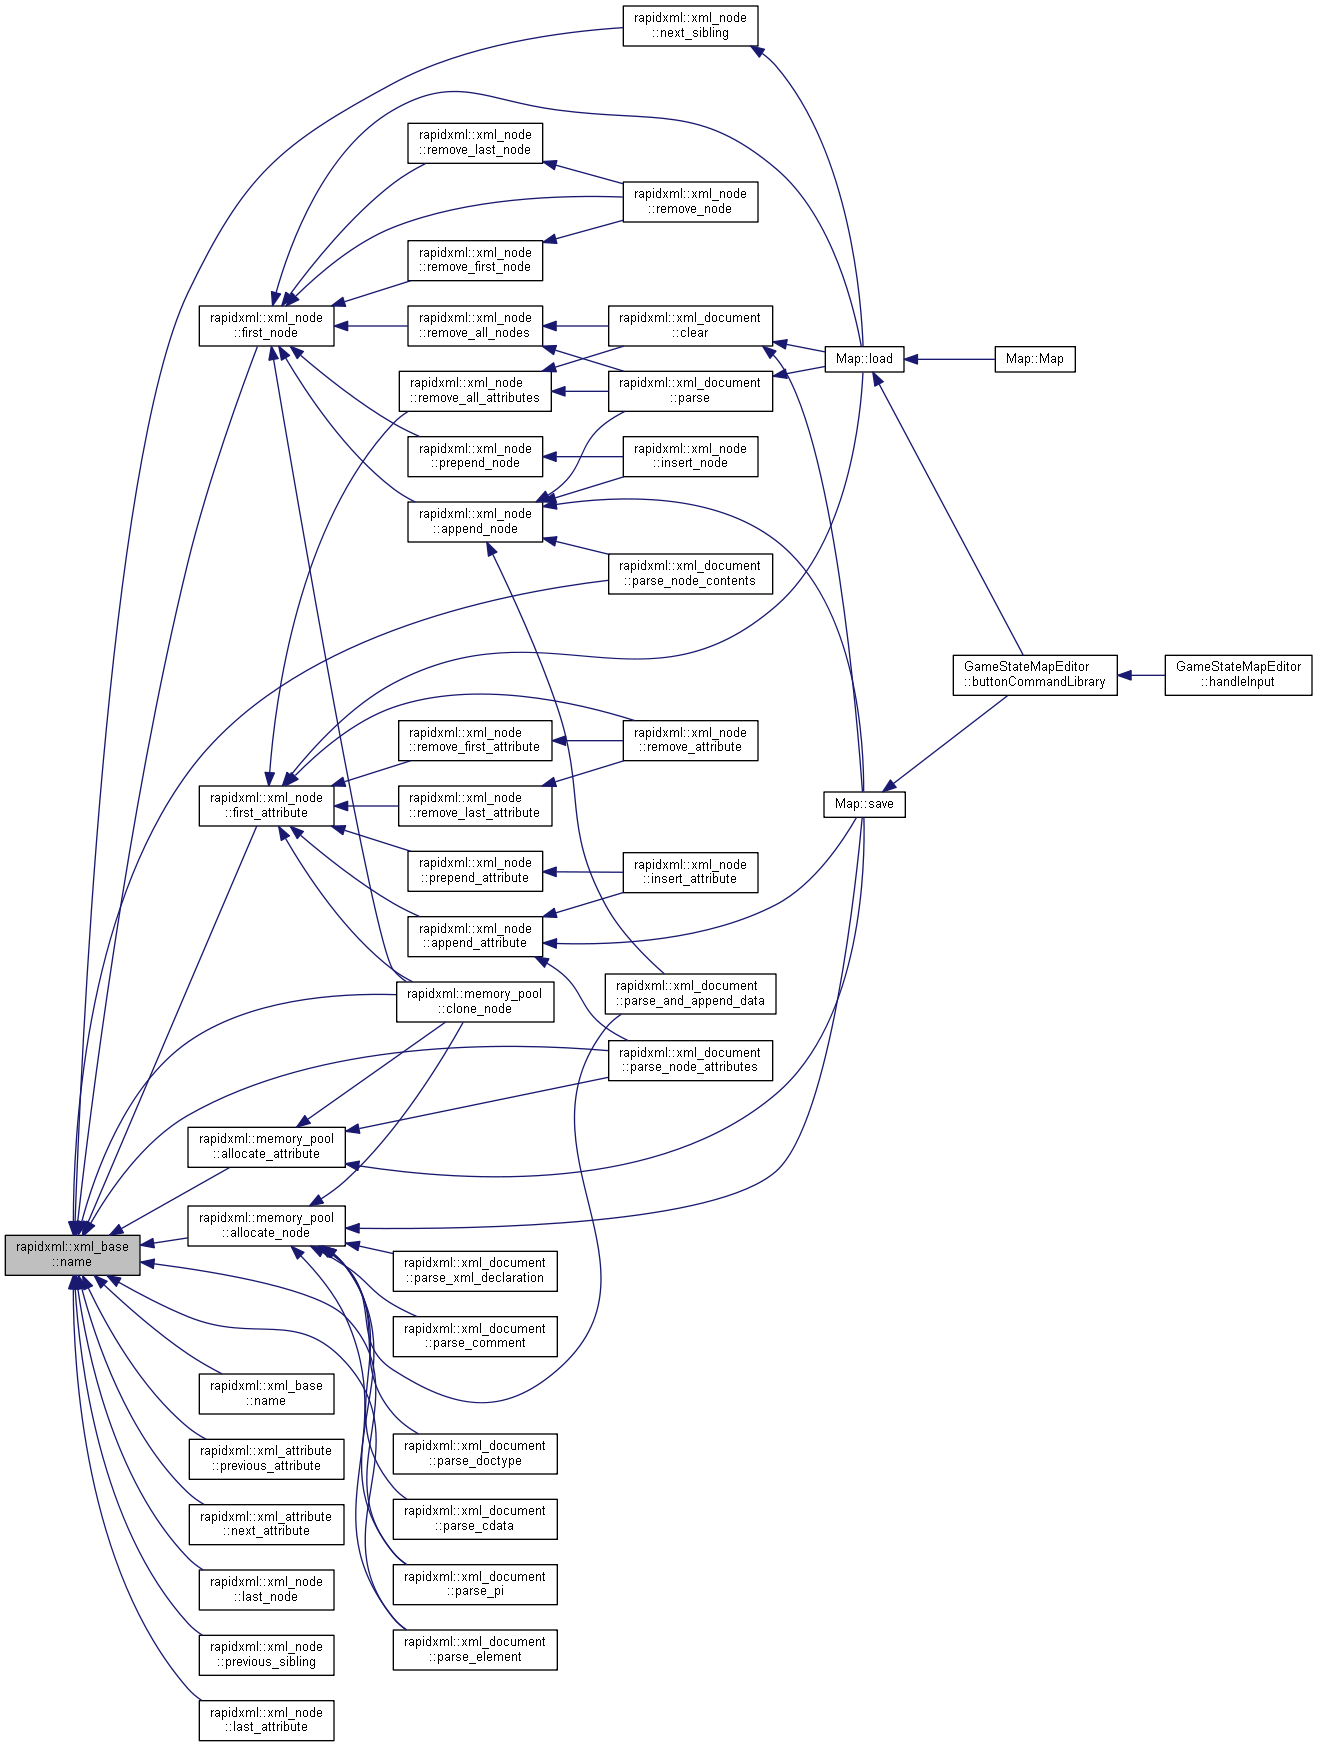 rapidxml::xml_node
::next_sibling
rapidxml::xml_node
::remove_last_node
rapidxml::xml_node
::remove_node
rapidxml::xml_node
::remove_first_node
rapidxml::xml_node
::first_node
rapidxml::xml_node
::remove_all_nodes
rapidxml::xml_document
::clear
Map::load
Map::Map
rapidxml::xml_node
::remove_all_attributes
rapidxml::xml_document
::parse
rapidxml::xml_node
::prepend_node
rapidxml::xml_node
::insert_node
rapidxml::xml_node
::append_node
rapidxml::xml_document
::parse_node_contents
GameStateMapEditor
::buttonCommandLibrary
GameStateMapEditor
::handleInput
rapidxml::xml_node
::remove_first_attribute
rapidxml::xml_node
::remove_attribute
rapidxml::xml_node
::first_attribute
rapidxml::xml_node
::remove_last_attribute
Map::save
rapidxml::xml_node
::prepend_attribute
rapidxml::xml_node
::insert_attribute
rapidxml::xml_node
::append_attribute
rapidxml::memory_pool
::clone_node
rapidxml::xml_document
::parse_and_append_data
rapidxml::xml_document
::parse_node_attributes
rapidxml::memory_pool
::allocate_attribute
rapidxml::memory_pool
::allocate_node
rapidxml::xml_base
::name
rapidxml::xml_document
::parse_xml_declaration
rapidxml::xml_document
::parse_comment
rapidxml::xml_base
::name
rapidxml::xml_attribute
::previous_attribute
rapidxml::xml_document
::parse_doctype
rapidxml::xml_attribute
::next_attribute
rapidxml::xml_document
::parse_cdata
rapidxml::xml_node
::last_node
rapidxml::xml_document
::parse_pi
rapidxml::xml_node
::previous_sibling
rapidxml::xml_document
::parse_element
rapidxml::xml_node
::last_attribute